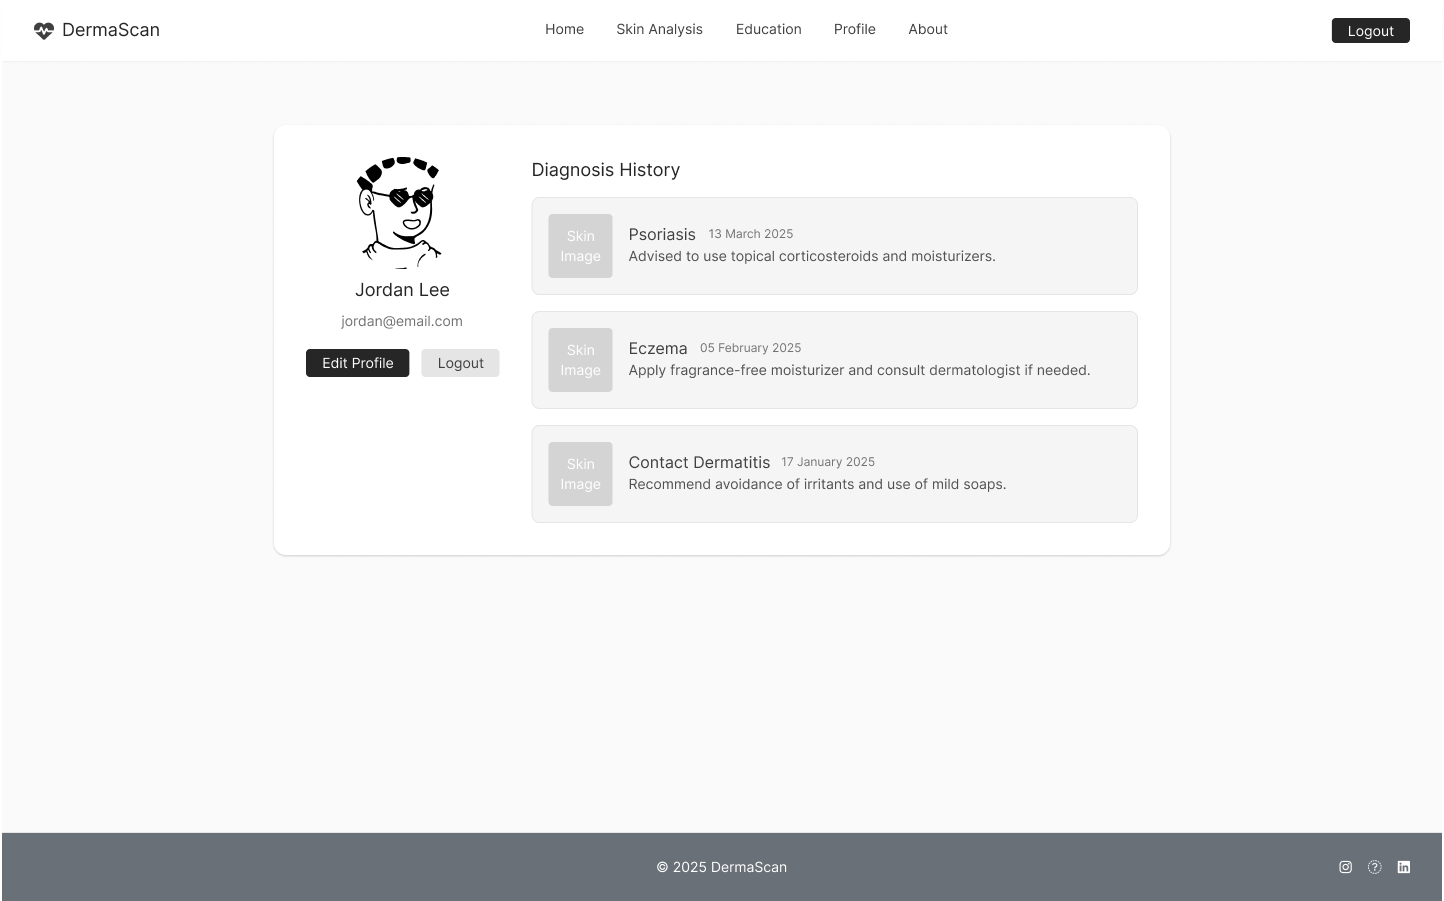 DermaScan
Home
Skin Analysis
Education
Profile
About
Logout
Jordan Lee
jordan@email.com
Edit Profile
Logout
Diagnosis History
Skin
Image
Psoriasis 13 March 2025
Advised to use topical corticosteroids and moisturizers.
Skin
Image
Eczema 05 February 2025
Apply fragrance-free moisturizer and consult dermatologist if needed.
Skin
Image
Contact Dermatitis 17 January 2025
Recommend avoidance of irritants and use of mild soaps.
© 2025 DermaScan